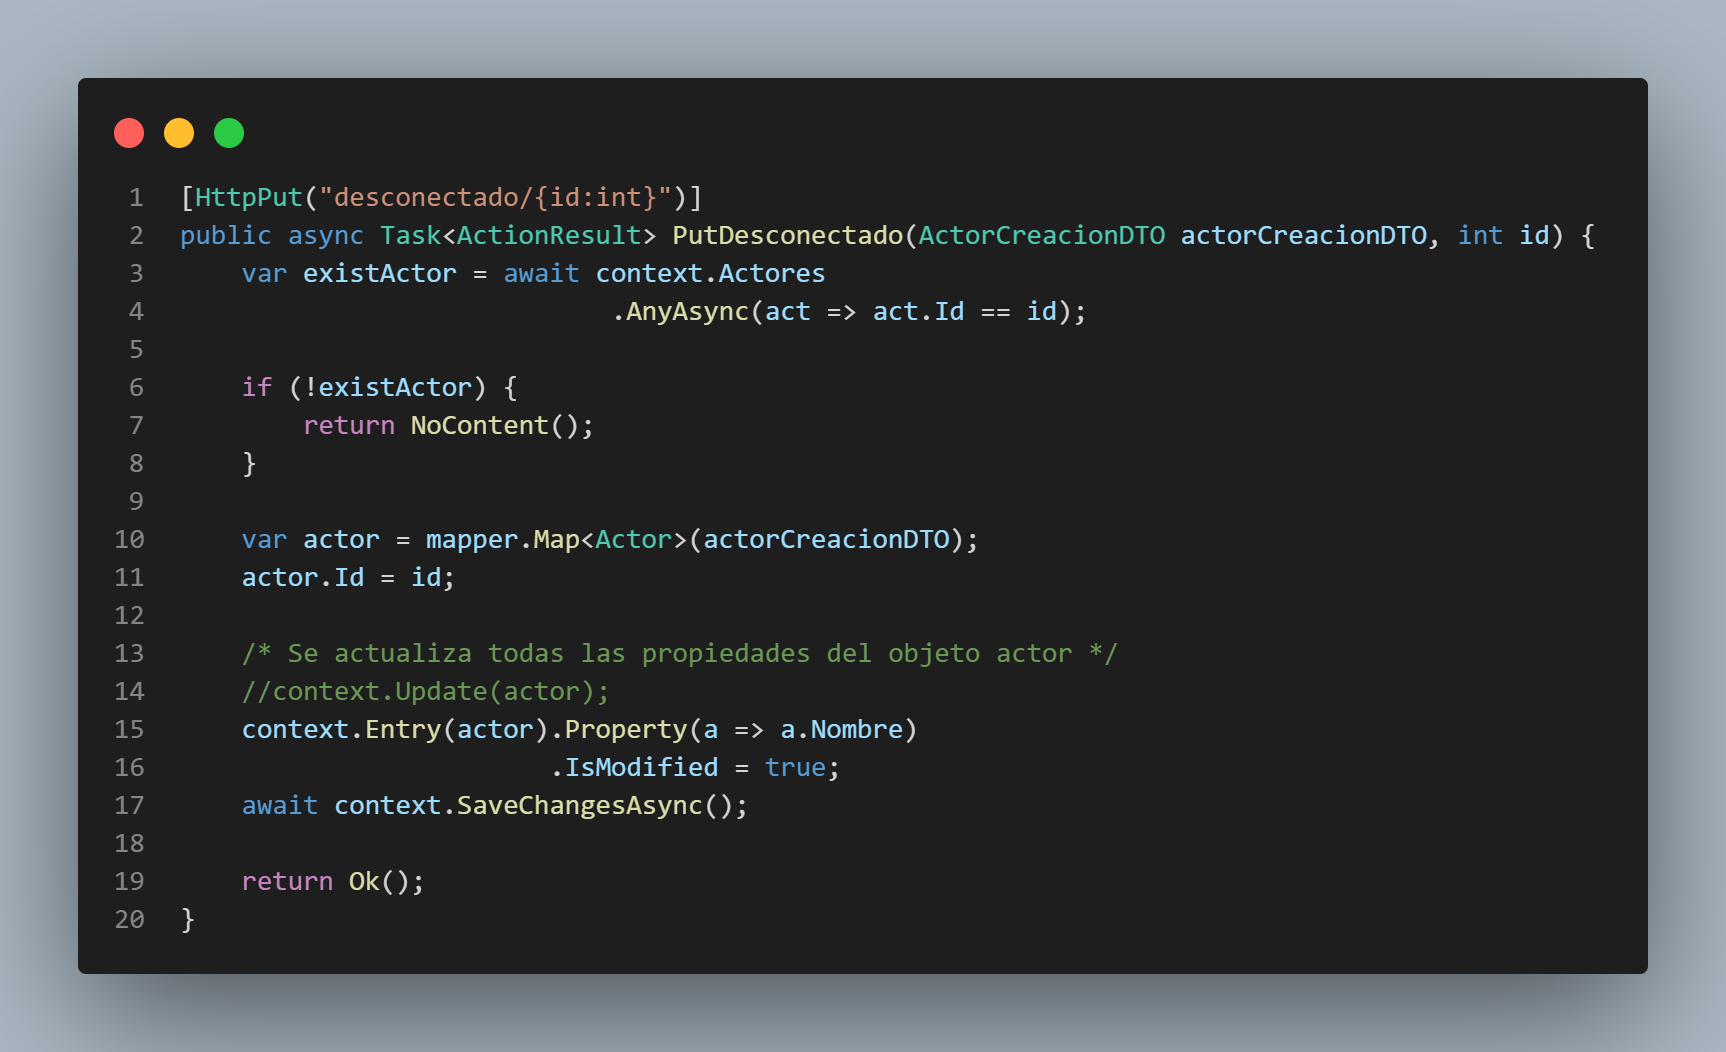 1 [HttpPut("desconectado/{id:int}")]
2 public async Task<ActionResult> PutDesconectado(ActorCreacionDTO actorCreacionDTO, int id) {
3     var existActor = await context.Actores
4                             .AnyAsync(act => act.Id == id);
5
6     if (!existActor) {
7         return NoContent();
8     }
9
10     var actor = mapper.Map<Actor>(actorCreacionDTO);
11     actor.Id = id;
12
13     /* Se actualiza todas las propiedades del objeto actor */
14     //context.Update(actor);
15     context.Entry(actor).Property(a => a.Nombre)
16                         .IsModified = true;
17     await context.SaveChangesAsync();
18
19     return Ok();
20 }